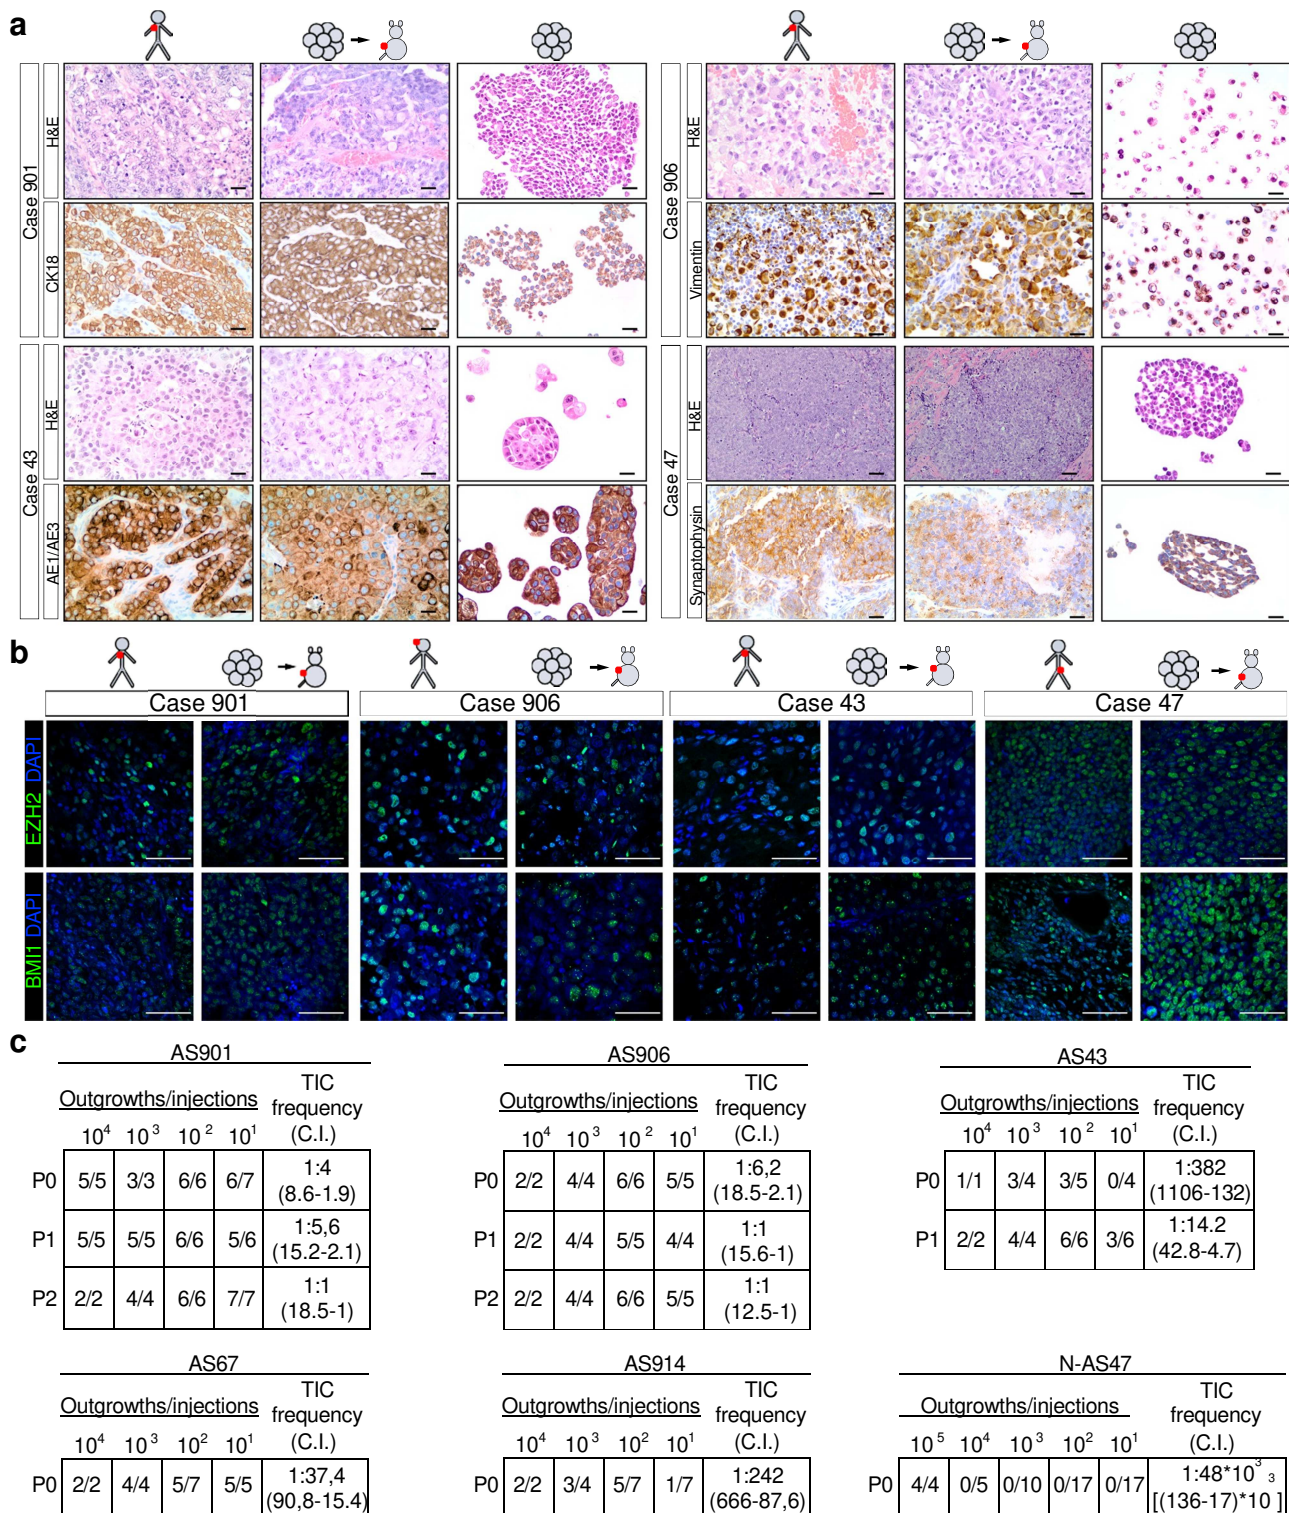 a
Case 901
H&E
CK18
Case 906
H&E
Vimentin
Case 43
H&E
AE1/AE3
Case 47
H&E
Synaptophysin
b
Case 901 Case 906 Case 43 Case 47
EZH2 DAPI
BMI1 DAPI
c
AS901
Outgrowths/injections TIC frequency (C.I.)
10⁴ 10³ 10² 10¹
P0 5/5 3/3 6/6 6/7 1:4 (8.6-1.9)
P1 5/5 5/5 6/6 5/6 1:5,6 (15.2-2.1)
P2 2/2 4/4 6/6 7/7 1:1 (18.5-1)
AS906
Outgrowths/injections TIC frequency (C.I.)
10⁴ 10³ 10² 10¹
P0 2/2 4/4 6/6 5/5 1:6,2 (18.5-2.1)
P1 2/2 4/4 5/5 4/4 1:1 (15.6-1)
P2 2/2 4/4 6/6 5/5 1:1 (12.5-1)
AS43
Outgrowths/injections TIC frequency (C.I.)
10⁴ 10³ 10² 10¹
P0 1/1 3/4 3/5 0/4 1:382 (1106-132)
P1 2/2 4/4 6/6 3/6 1:14.2 (42.8-4.7)
AS67
Outgrowths/injections TIC frequency (C.I.)
10⁴ 10³ 10² 10¹
P0 2/2 4/4 5/7 5/5 1:37,4 (90,8-15.4)
AS914
Outgrowths/injections TIC frequency (C.I.)
10⁴ 10³ 10² 10¹
P0 2/2 3/4 5/7 1/7 1:242 (666-87,6)
N-AS47
Outgrowths/injections TIC frequency (C.I.)
10⁵ 10⁴ 10³ 10² 10¹
P0 4/4 0/5 0/10 0/17 0/17 1:48*10³ [(136-17)*10³]